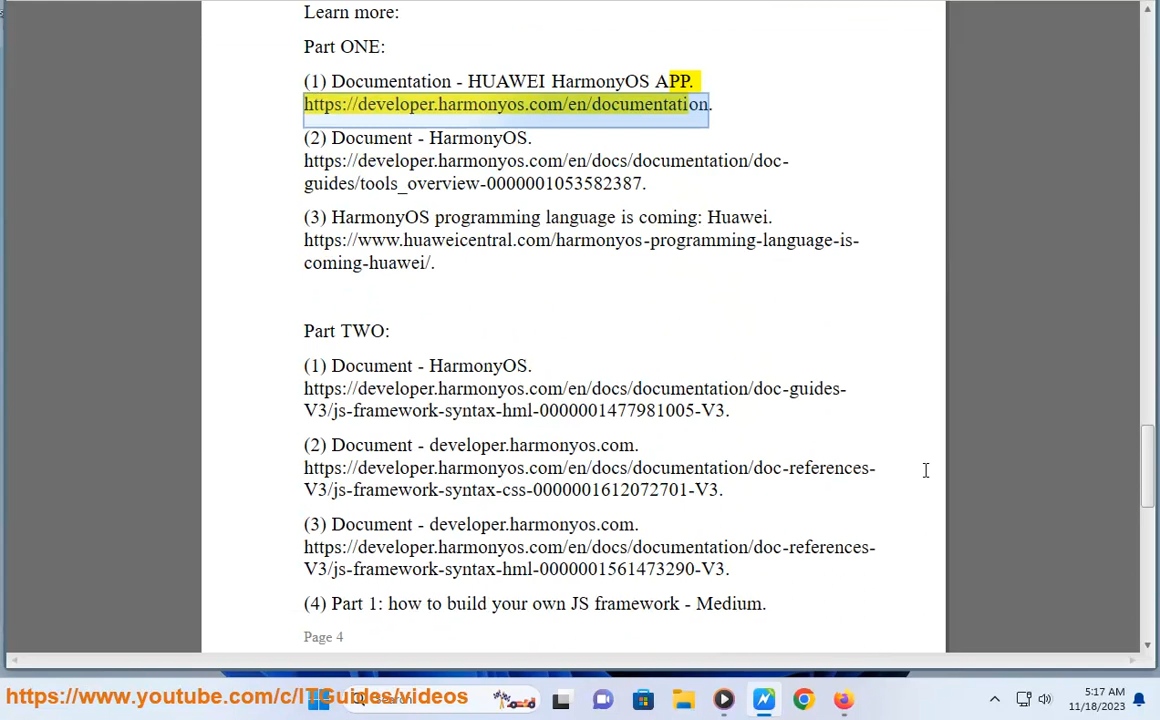 Learn more:
Part ONE:
(1) Documentation - HUAWEI HarmonyOS APP.
https://developer.harmonyos.com/en/documentation.
(2) Document - HarmonyOS.
https://developer.harmonyos.com/en/docs/documentation/doc-
guides/tools_overview-0000001053582387.
(3) HarmonyOS programming language is coming: Huawei.
https://www.huaweicentral.com/harmonyos-programming-language-is-
coming-huawei/.
Part TWO:
(1) Document - HarmonyOS.
https://developer.harmonyos.com/en/docs/documentation/doc-guides-
V3/js-framework-syntax-hml-0000001477981005-V3.
(2) Document - developer.harmonyos.com.
https://developer.harmonyos.com/en/docs/documentation/doc-references-
V3/js-framework-syntax-css-0000001612072701-V3.
(3) Document - developer.harmonyos.com.
https://developer.harmonyos.com/en/docs/documentation/doc-references-
V3/js-framework-syntax-hml-0000001561473290-V3.
(4) Part 1: how to build your own JS framework - Medium.
Page 4
https://www.youtube.com/c/ITGuides/videos
5:17 AM
11/18/2023